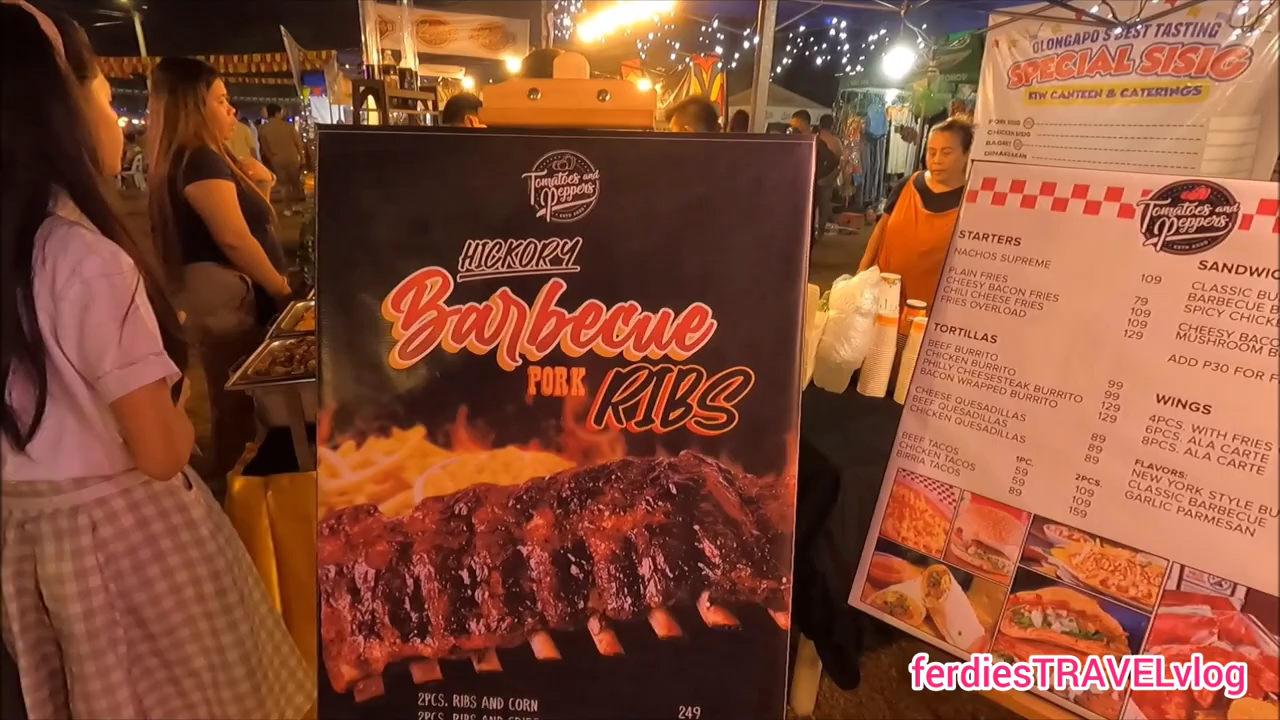 Tomatoes and
Peppers
HICKORY
Barbecue
PORK RIBS
2PCS. RIBS AND CORN 249
OLONGAPO'S BEST TASTING
SPECIAL SISIG
KIW CANTEEN & CATERINGS
Tomatoes and
Peppers
STARTERS
NACHOS SUPREME 109
PLAIN FRIES 79
CHEESY BACON FRIES 109
CHILI CHEESE FRIES 109
FRIES OVERLOAD 129
TORTILLAS
BEEF BURRITO 99
CHICKEN BURRITO 99
PHILLY CHEESESTEAK BURRITO 129
BACON WRAPPED BURRITO 129
CHEESE QUESADILLAS 89
BEEF QUESADILLAS 89
CHICKEN QUESADILLAS 89
1PC. 2PCS.
BEEF TACOS 59 109
CHICKEN TACOS 59 109
BIRRIA TACOS 89 159
SANDWIC
CLASSIC BU
BARBECUE B
SPICY CHICK
CHEESY BACO
MUSHROOM B
ADD P30 FOR F
WINGS
4PCS. WITH FRIES
6PCS. ALA CARTE
8PCS. ALA CARTE
FLAVORS:
NEW YORK STYLE BU
CLASSIC BARBECUE
GARLIC PARMESAN
ferdiesTRAVELvlog